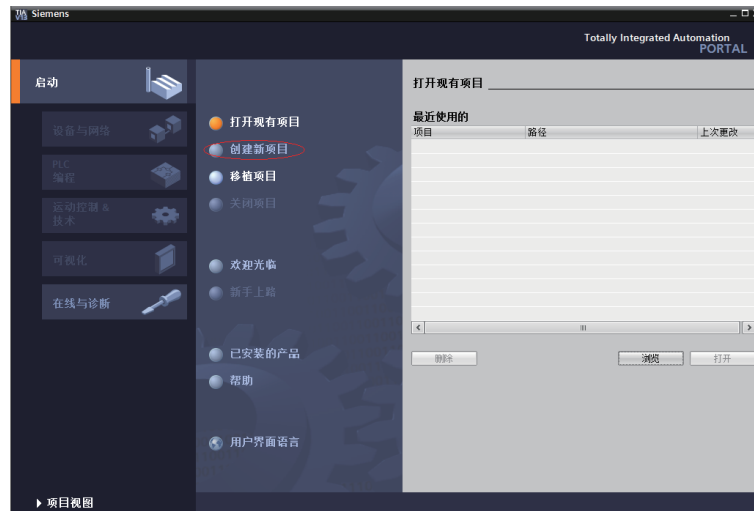 TIA V13 Siemens
Totally Integrated Automation
PORTAL
启动
设备与网络
PLC
编程
运动控制 &
技术
可视化
在线与诊断
项目视图
打开现有项目
创建新项目
移植项目
关闭项目
欢迎光临
新手上路
已安装的产品
帮助
用户界面语言
打开现有项目
最近使用的
项目 路径 上次更改
删除 浏览 打开